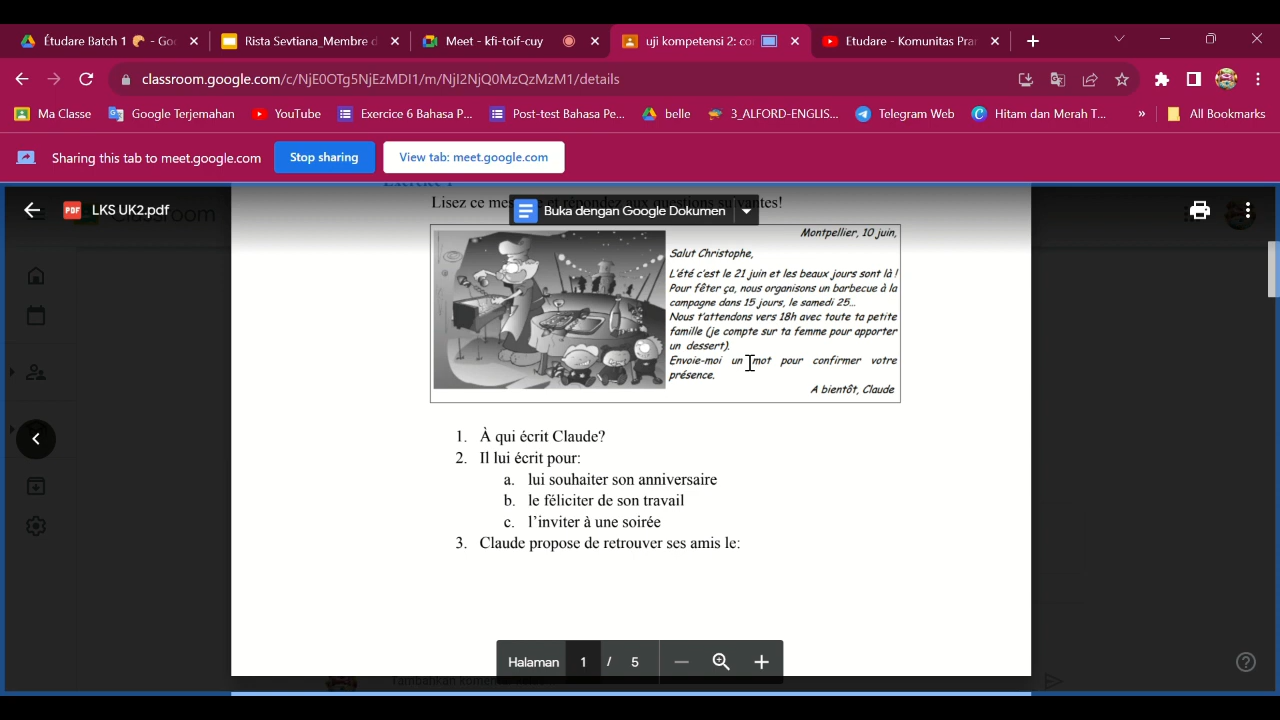 Étudare Batch 1
Rista Sevtiana_Membre d
Meet - kfi-toif-cuy
uji kompetensi 2: co
Etudare - Komunitas Pra
classroom.google.com/c/NjE0OTg5NjEzMDI1/m/NjI2NjQ0MzQzMzM1/details
Ma Classe
Google Terjemahan
YouTube
Exercice 6 Bahasa P...
Post-test Bahasa Pe...
belle
3_ALFORD-ENGLIS...
Telegram Web
Hitam dan Merah T...
»
All Bookmarks
Sharing this tab to meet.google.com
Stop sharing
View tab: meet.google.com
PDF LKS UK2.pdf
Lisez ce mes et répondez aux questions suivantes!
Buka dengan Google Dokumen
Montpellier, 10 juin,
Salut Christophe,
L'été c'est le 21 juin et les beaux jours sont là !
Pour fêter ça, nous organisons un barbecue à la
campagne dans 15 jours, le samedi 25...
Nous t'attendons vers 18h avec toute ta petite
famille (je compte sur ta femme pour apporter
un dessert).
Envoie-moi un mot pour confirmer votre
présence.
A bientôt, Claude
1. À qui écrit Claude?
2. Il lui écrit pour:
a. lui souhaiter son anniversaire
b. le féliciter de son travail
c. l'inviter à une soirée
3. Claude propose de retrouver ses amis le:
Halaman 1 / 5